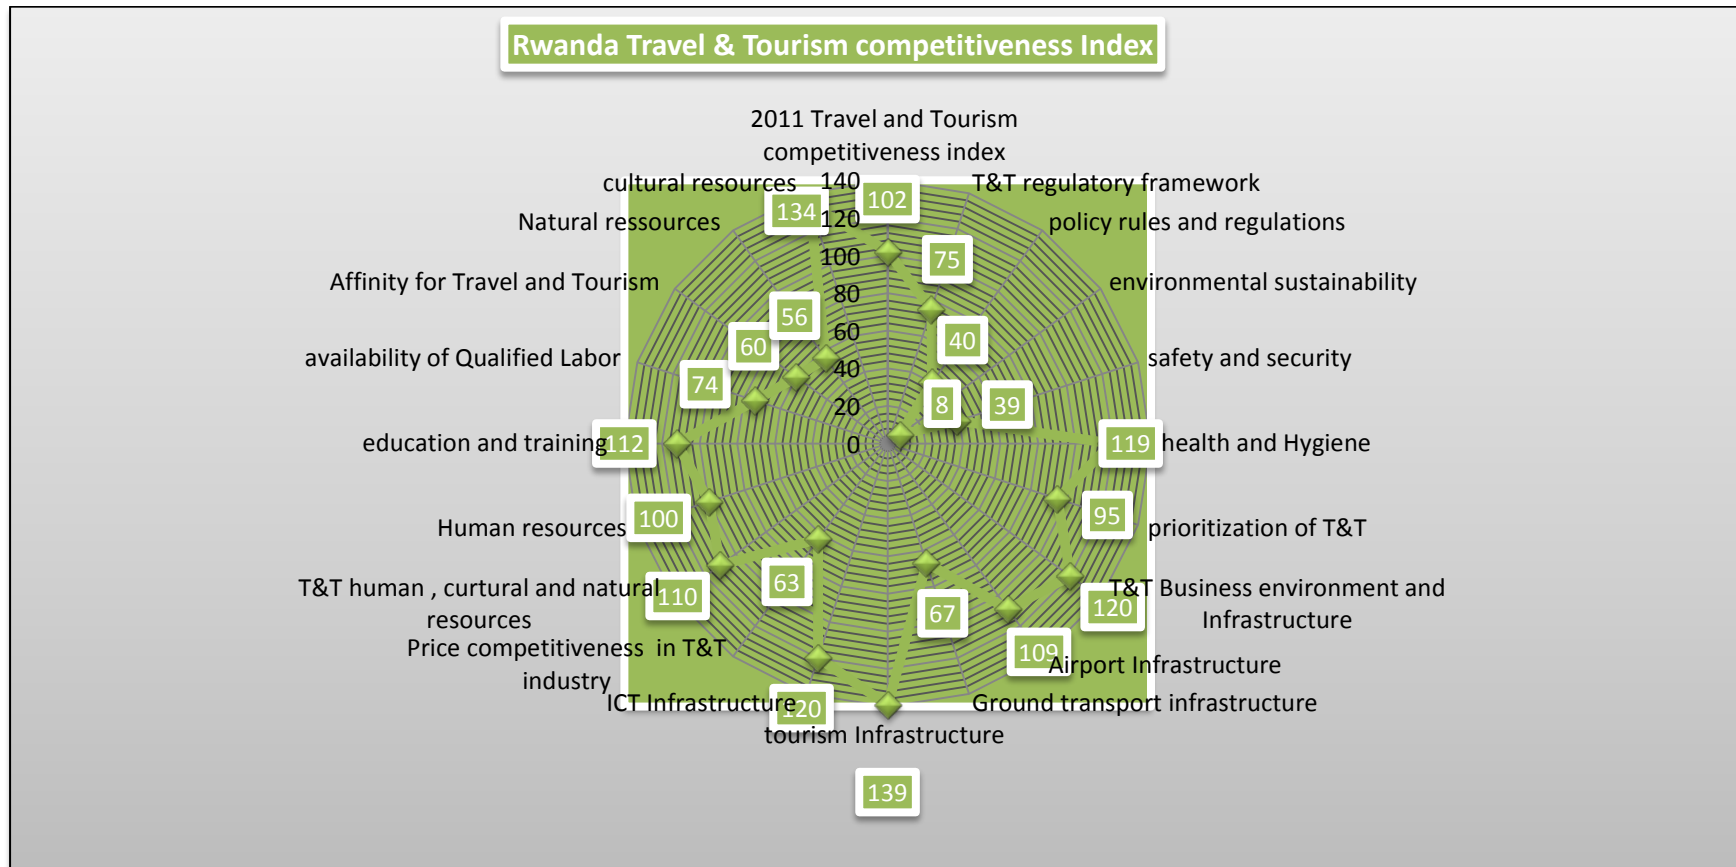 Rwanda Travel & Tourism competitiveness Index
2011 Travel and Tourism
competitiveness index
cultural resources
140
T&T regulatory framework
134
102
Natural ressources
120
policy rules and regulations
100
75
Affinity for Travel and Tourism
80
environmental sustainability
56
60
60
40
availability of Qualified Labor
40
safety and security
74
20
8
39
education and training
112
0
119
health and Hygiene
Human resources
100
95
prioritization of T&T
T&T human , curtural and natural
resources
110
63
67
120
T&T Business environment and
Infrastructure
Price competitiveness in T&T
industry
109
Airport Infrastructure
ICT Infrastructure
120
Ground transport infrastructure
tourism Infrastructure
139